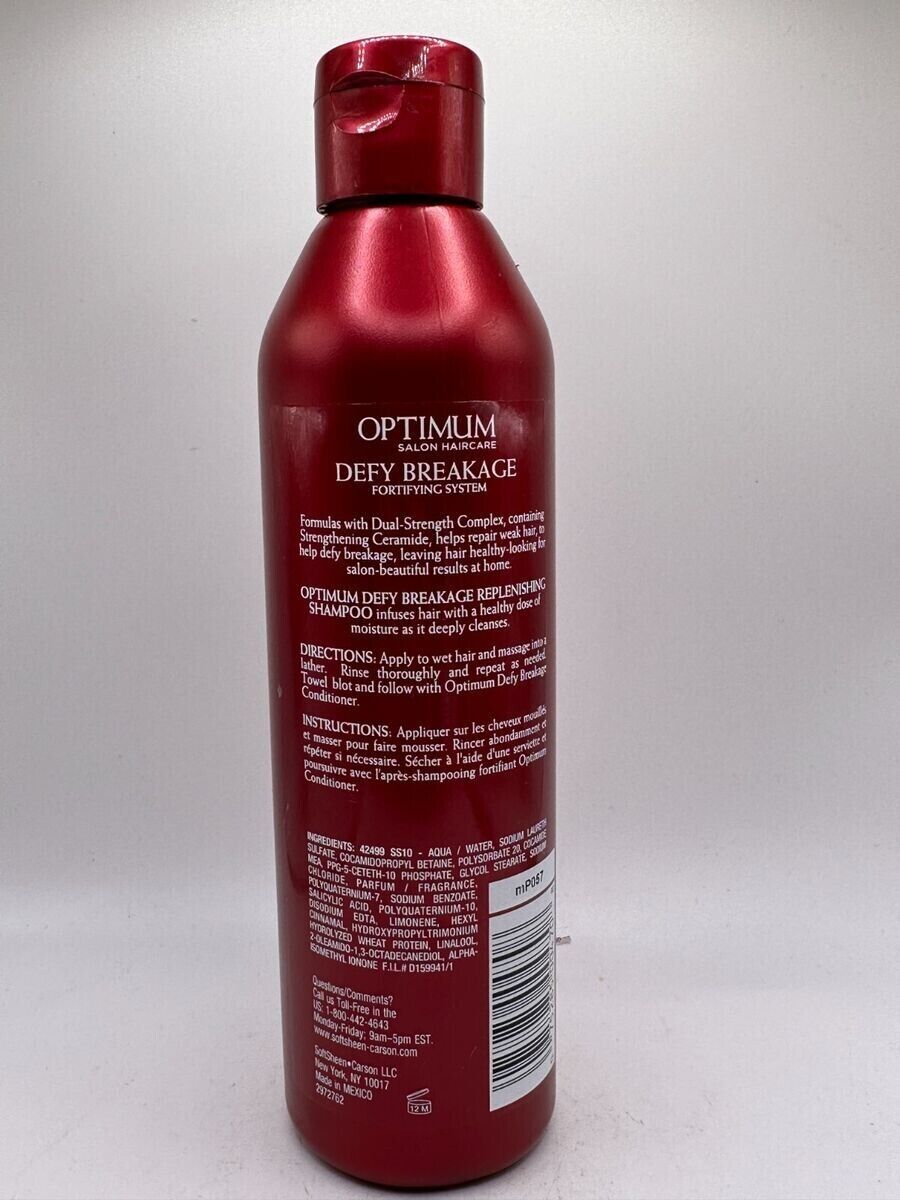 OPTIMUM
SALON HAIRCARE
DEFY BREAKAGE
FORTIFYING SYSTEM
Formulas with Dual-Strength Complex, containing
Strengthening Ceramide, helps repair weak hair, to
help defy breakage, leaving hair healthy-looking for
salon-beautiful results at home.
OPTIMUM DEFY BREAKAGE REPLENISHING
SHAMPOO infuses hair with a healthy dose of
moisture as it deeply cleanses.
DIRECTIONS: Apply to wet hair and massage into a
lather. Rinse thoroughly and repeat as needed.
Towel blot and follow with Optimum Defy Breakage
Conditioner.
INSTRUCTIONS: Appliquer sur les cheveux mouillés
et masser pour faire mousser. Rincer abondamment et
répéter si nécessaire. Sécher à l'aide d'une serviette et
poursuivre avec l'après-shampooing fortifiant Optimum
Conditioner.
INGREDIENTS: 42499 SS10 - AQUA / WATER, SODIUM LAURETH
SULFATE, COCAMIDOPROPYL BETAINE, POLYSORBATE 20, COCAMIDE
MEA, PPG-5-CETETH-10 PHOSPHATE, GLYCOL STEARATE, SODIUM
CHLORIDE, PARFUM / FRAGRANCE,
POLYQUATERNIUM-7, SODIUM BENZOATE,
SALICYLIC ACID, POLYQUATERNIUM-10,
DISODIUM EDTA, LIMONENE, HEXYL
CINNAMAL, HYDROXYPROPYLTRIMONIUM
HYDROLYZED WHEAT PROTEIN, LINALOOL,
2-OLEAMIDO-1,3-OCTADECANEDIOL, ALPHA-
ISOMETHYL IONONE F.I.L.# D159941/1
mP057
Questions/Comments?
Call us Toll-Free in the
US: 1-800-442-4643
Monday-Friday; 9am-5pm EST.
www.softsheen-carson.com
SoftSheen•Carson LLC
New York, NY 10017
Made in MEXICO
2972762
12 M